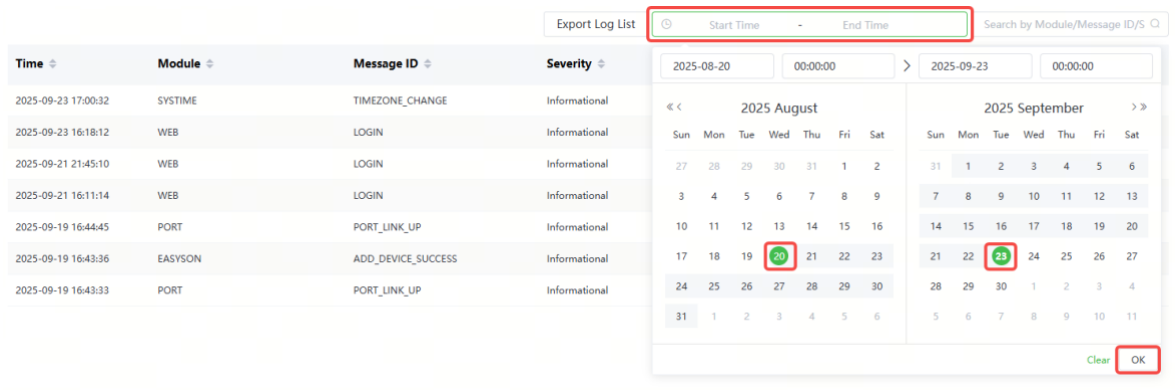 Export Log List Start Time - End Time Search by Module/Message ID/S
Time Module Message ID Severity
2025-09-23 17:00:32 SYSTIME TIMEZONE_CHANGE Informational
2025-09-23 16:18:12 WEB LOGIN Informational
2025-09-21 21:45:10 WEB LOGIN Informational
2025-09-21 16:11:14 WEB LOGIN Informational
2025-09-19 16:44:45 PORT PORT_LINK_UP Informational
2025-09-19 16:43:36 EASYSON ADD_DEVICE_SUCCESS Informational
2025-09-19 16:43:33 PORT PORT_LINK_UP Informational
2025-08-20 00:00:00 > 2025-09-23 00:00:00
« < 2025 August
Sun Mon Tue Wed Thu Fri Sat
27 28 29 30 31 1 2
3 4 5 6 7 8 9
10 11 12 13 14 15 16
17 18 19 20 21 22 23
24 25 26 27 28 29 30
31 1 2 3 4 5 6
2025 September > »
Sun Mon Tue Wed Thu Fri Sat
31 1 2 3 4 5 6
7 8 9 10 11 12 13
14 15 16 17 18 19 20
21 22 23 24 25 26 27
28 29 30 1 2 3 4
5 6 7 8 9 10 11
Clear OK